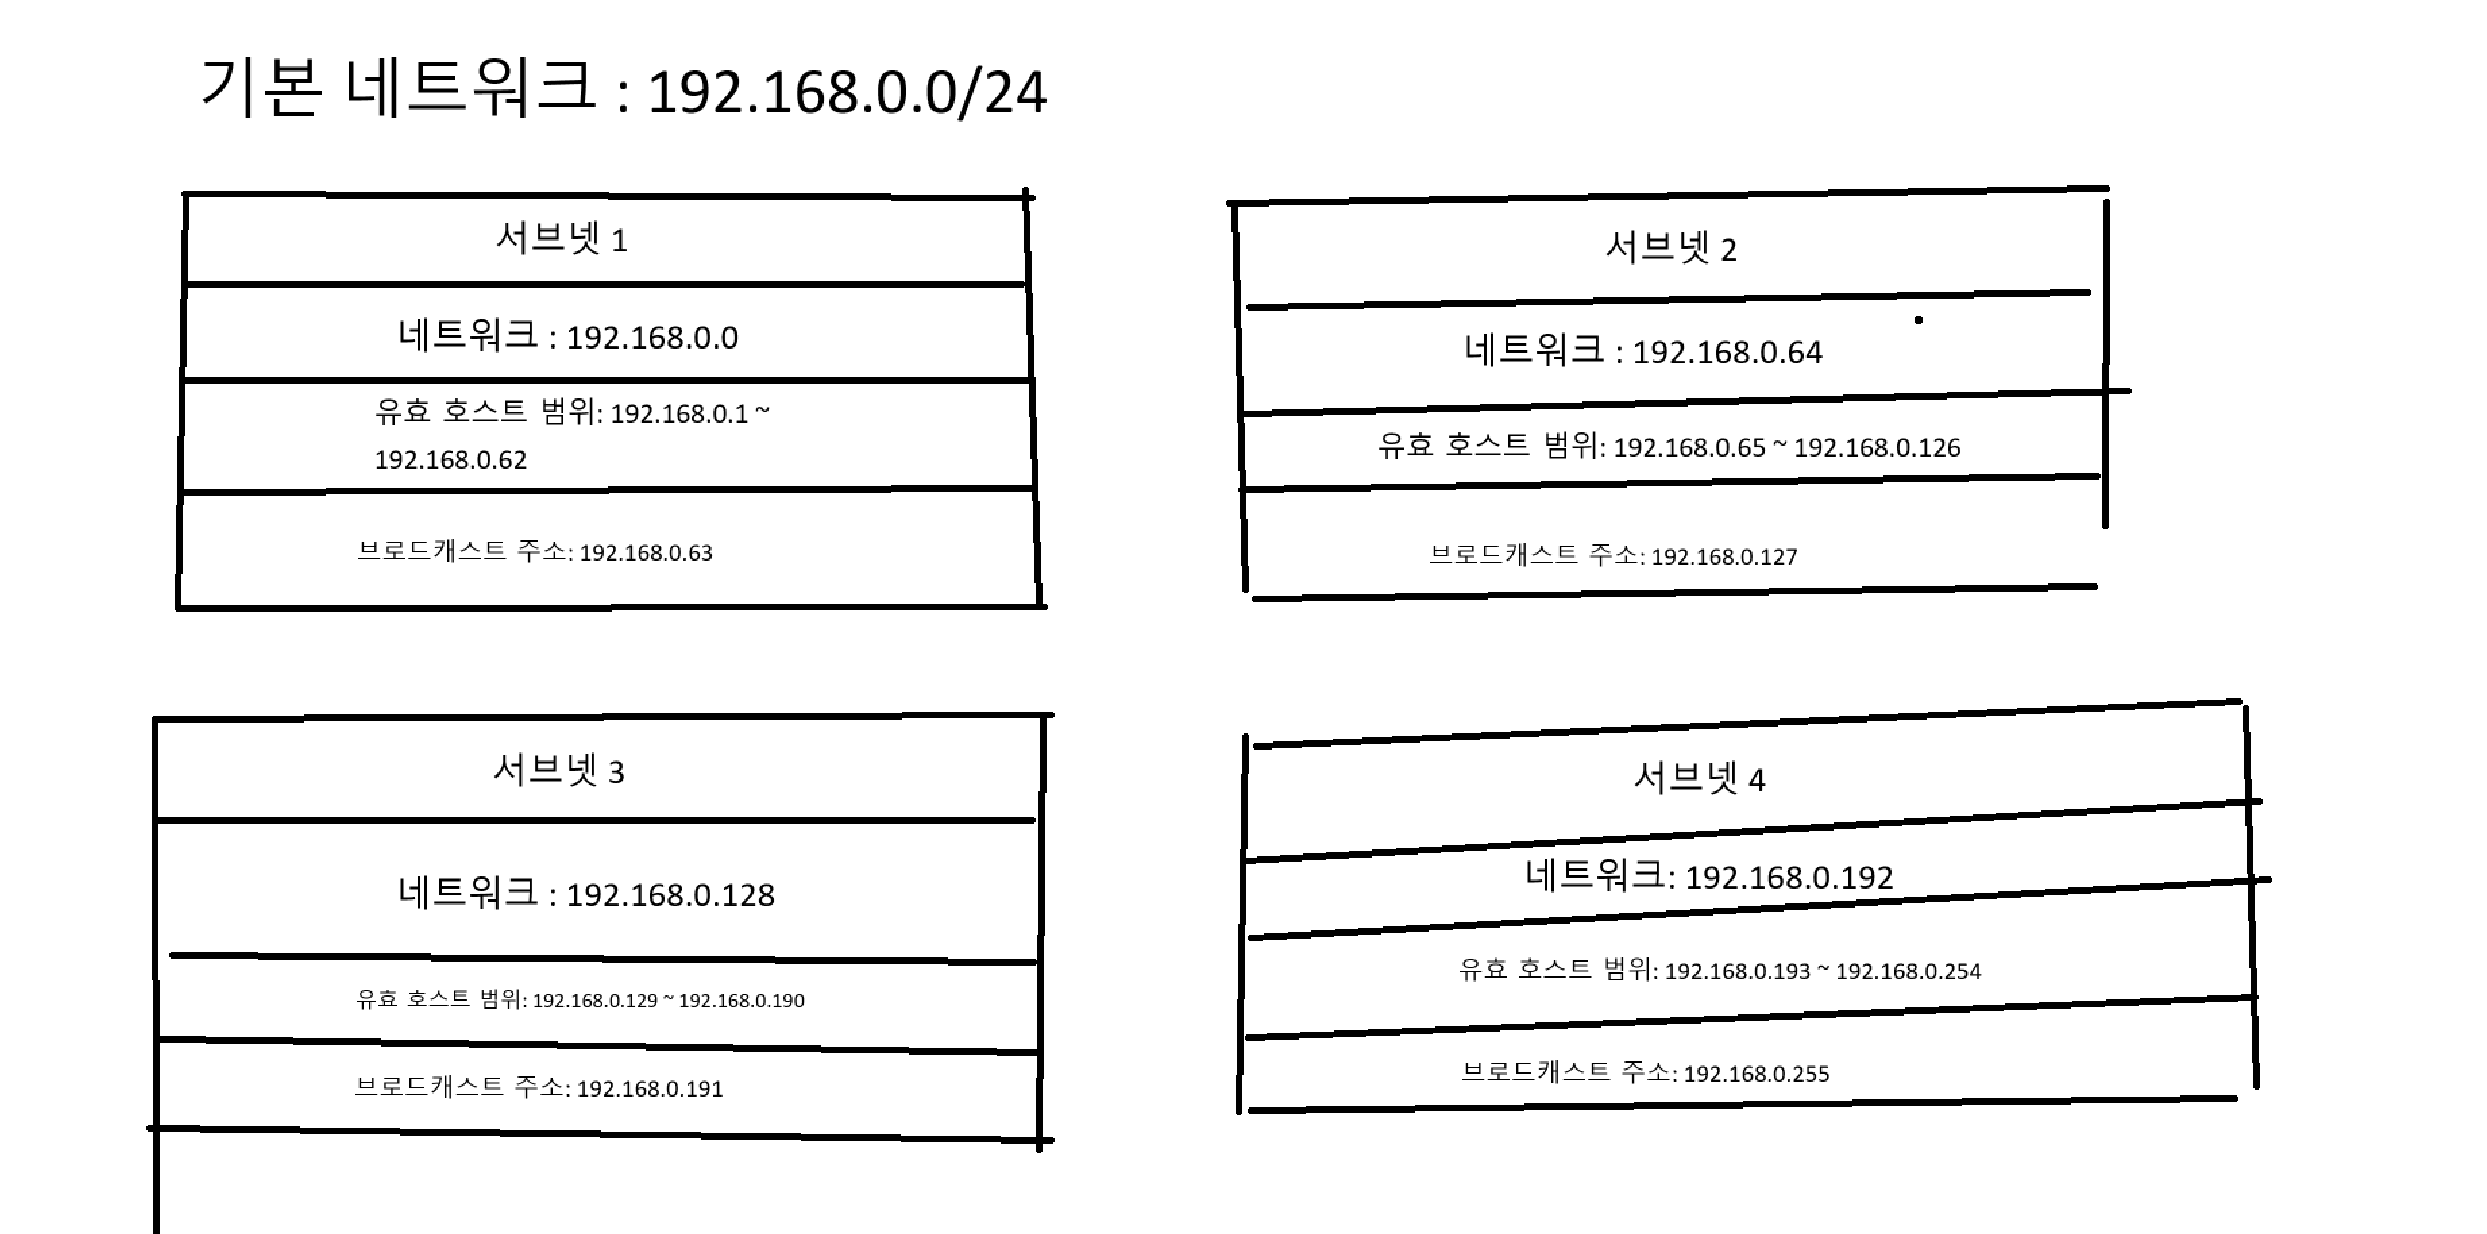 기본 네트워크 : 192.168.0.0/24
서브넷 1
네트워크 : 192.168.0.0
유효 호스트 범위: 192.168.0.1 ~
192.168.0.62
브로드캐스트 주소: 192.168.0.63
서브넷 2
네트워크 : 192.168.0.64
유효 호스트 범위: 192.168.0.65 ~ 192.168.0.126
브로드캐스트 주소: 192.168.0.127
서브넷 3
네트워크 : 192.168.0.128
유효 호스트 범위: 192.168.0.129 ~ 192.168.0.190
브로드캐스트 주소: 192.168.0.191
서브넷 4
네트워크: 192.168.0.192
유효 호스트 범위: 192.168.0.193 ~ 192.168.0.254
브로드캐스트 주소: 192.168.0.255